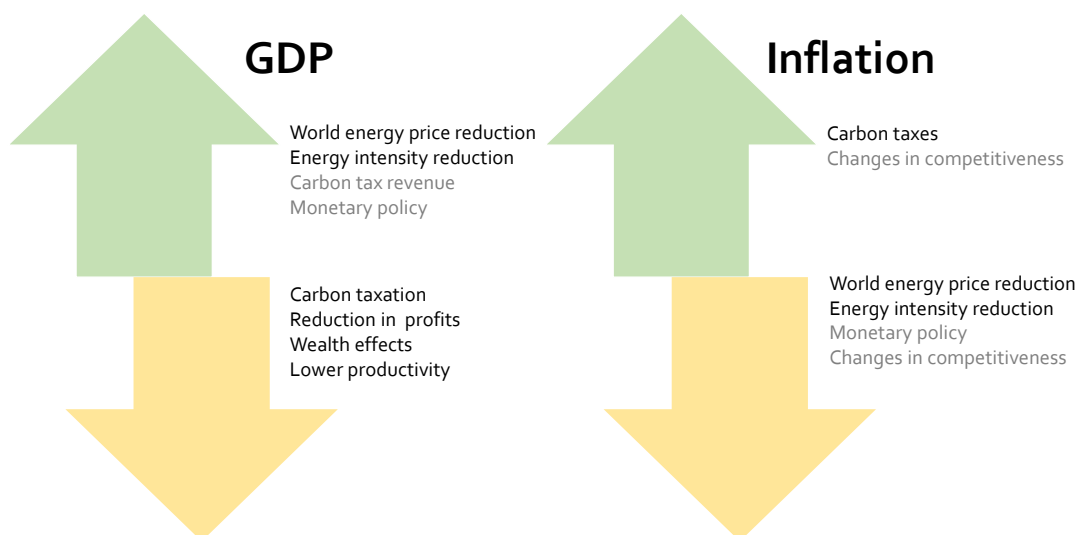 GDP
World energy price reduction
Energy intensity reduction
Carbon tax revenue
Monetary policy
Carbon taxation
Reduction in profits
Wealth effects
Lower productivity
Inflation
Carbon taxes
Changes in competitiveness
World energy price reduction
Energy intensity reduction
Monetary policy
Changes in competitiveness